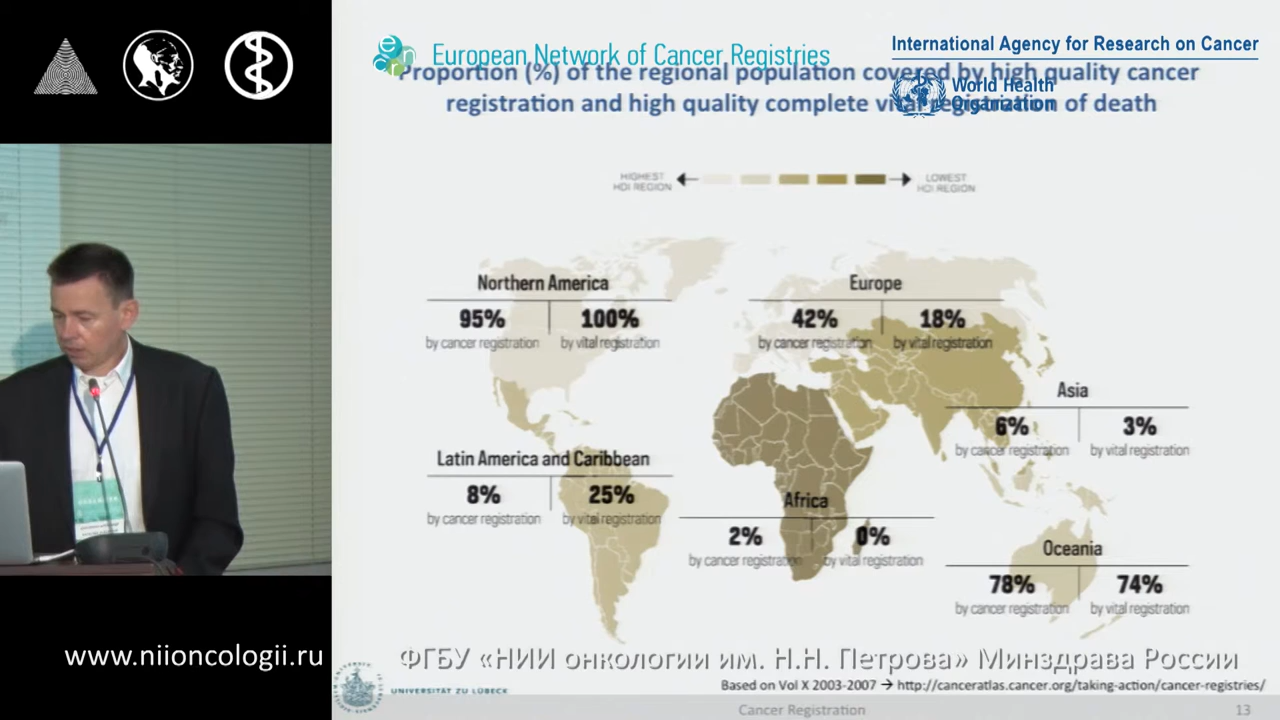 European Network of Cancer Registries
International Agency for Research on Cancer
World Health
Organization
Proportion (%) of the regional population covered by high quality cancer
registration and high quality complete vital registration of death
HIGHEST
HDI REGION
LOWEST
HDI REGION
Northern America
95% 100%
by cancer registration by vital registration
Europe
42% 18%
by cancer registration by vital registration
Asia
6% 3%
by cancer registration by vital registration
Latin America and Caribbean
8% 25%
by cancer registration by vital registration
Africa
2% 0%
by cancer registration by vital registration
Oceania
78% 74%
by cancer registration by vital registration
www.niioncologii.ru
ФГБУ «НИИ онкологии им. Н.Н. Петрова» Минздрава России
UNIVERSITÄT ZU LÜBECK
Based on Vol X 2003-2007 → http://canceratlas.cancer.org/taking-action/cancer-registries/
Cancer Registration 13